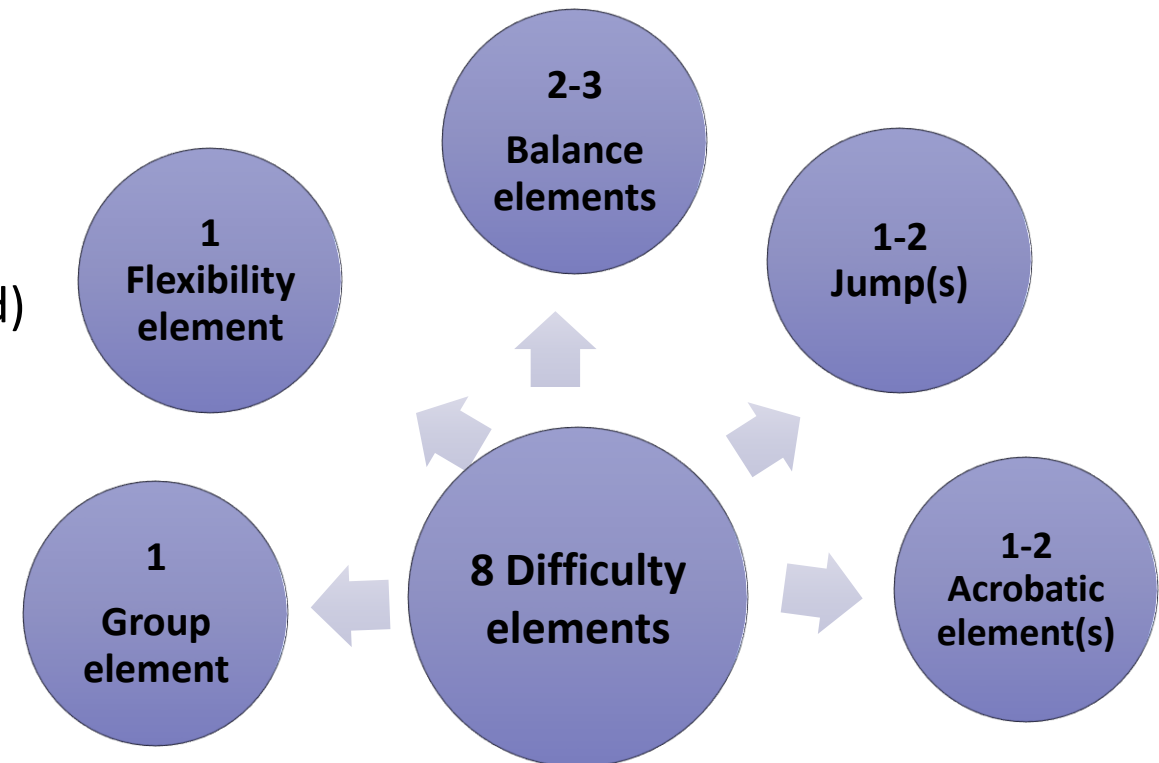 2-3
Balance
elements
1
Flexibility
element
1-2
Jump(s)
1
Group
element
8 Difficulty
elements
1-2
Acrobatic
element(s)